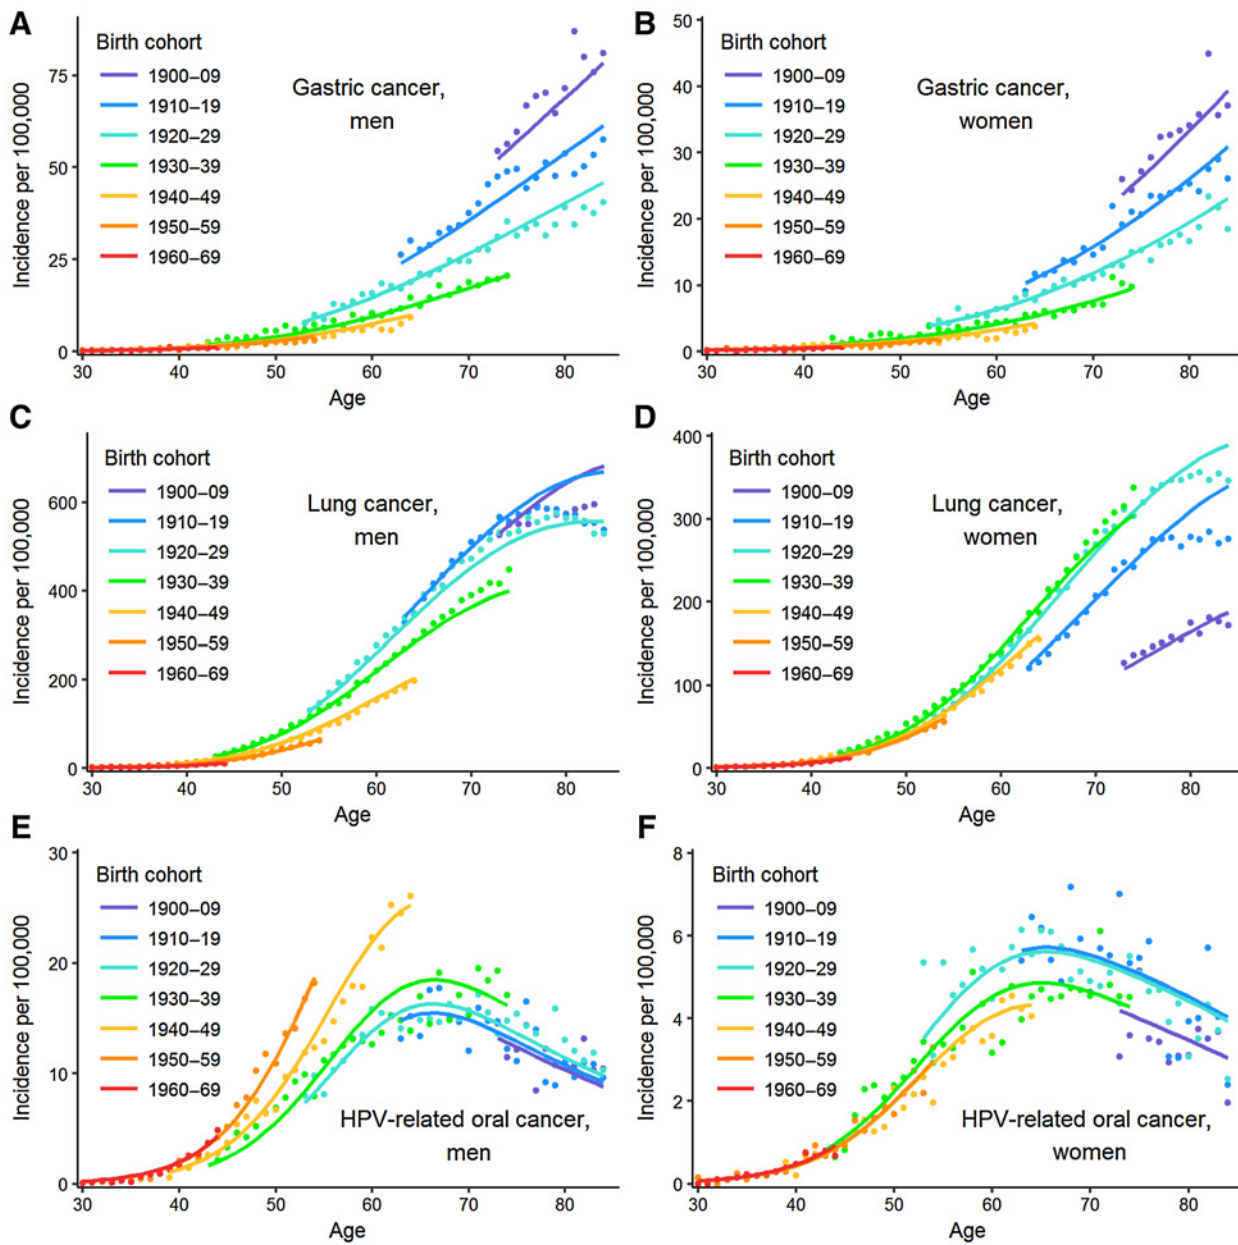 A
Birth cohort
1900–09
1910–19
1920–29
1930–39
1940–49
1950–59
1960–69
Gastric cancer,
men
Incidence per 100,000
75
50
25
0
30 40 50 60 70 80
Age
B
Birth cohort
1900–09
1910–19
1920–29
1930–39
1940–49
1950–59
1960–69
Gastric cancer,
women
Incidence per 100,000
50
40
30
20
10
0
30 40 50 60 70 80
Age
C
Birth cohort
1900–09
1910–19
1920–29
1930–39
1940–49
1950–59
1960–69
Lung cancer,
men
Incidence per 100,000
600
400
200
0
30 40 50 60 70 80
Age
D
Birth cohort
1900–09
1910–19
1920–29
1930–39
1940–49
1950–59
1960–69
Lung cancer,
women
Incidence per 100,000
400
300
200
100
0
30 40 50 60 70 80
Age
E
Birth cohort
1900–09
1910–19
1920–29
1930–39
1940–49
1950–59
1960–69
HPV-related oral cancer,
men
Incidence per 100,000
30
20
10
0
30 40 50 60 70 80
Age
F
Birth cohort
1900–09
1910–19
1920–29
1930–39
1940–49
1950–59
1960–69
HPV-related oral cancer,
women
Incidence per 100,000
8
6
4
2
0
30 40 50 60 70 80
Age